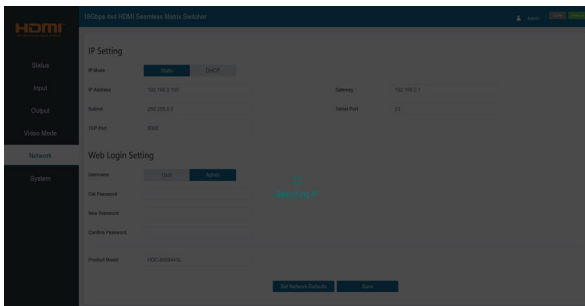 18Gbps 4x4 HDMI Seamless Matrix Switcher
Admin
HDMI
Status
Input
Output
Video Mode
Network
System
IP Setting
IP Mode Static DHCP
IP Address 192.168.0.100 Gateway 192.168.0.1
Subnet 255.255.0.0 Telnet Port 23
TCP Port 8000
Web Login Setting
Username User Admin
Old Password
New Password
Confirm Password
Product Model
Set Network Defaults Save